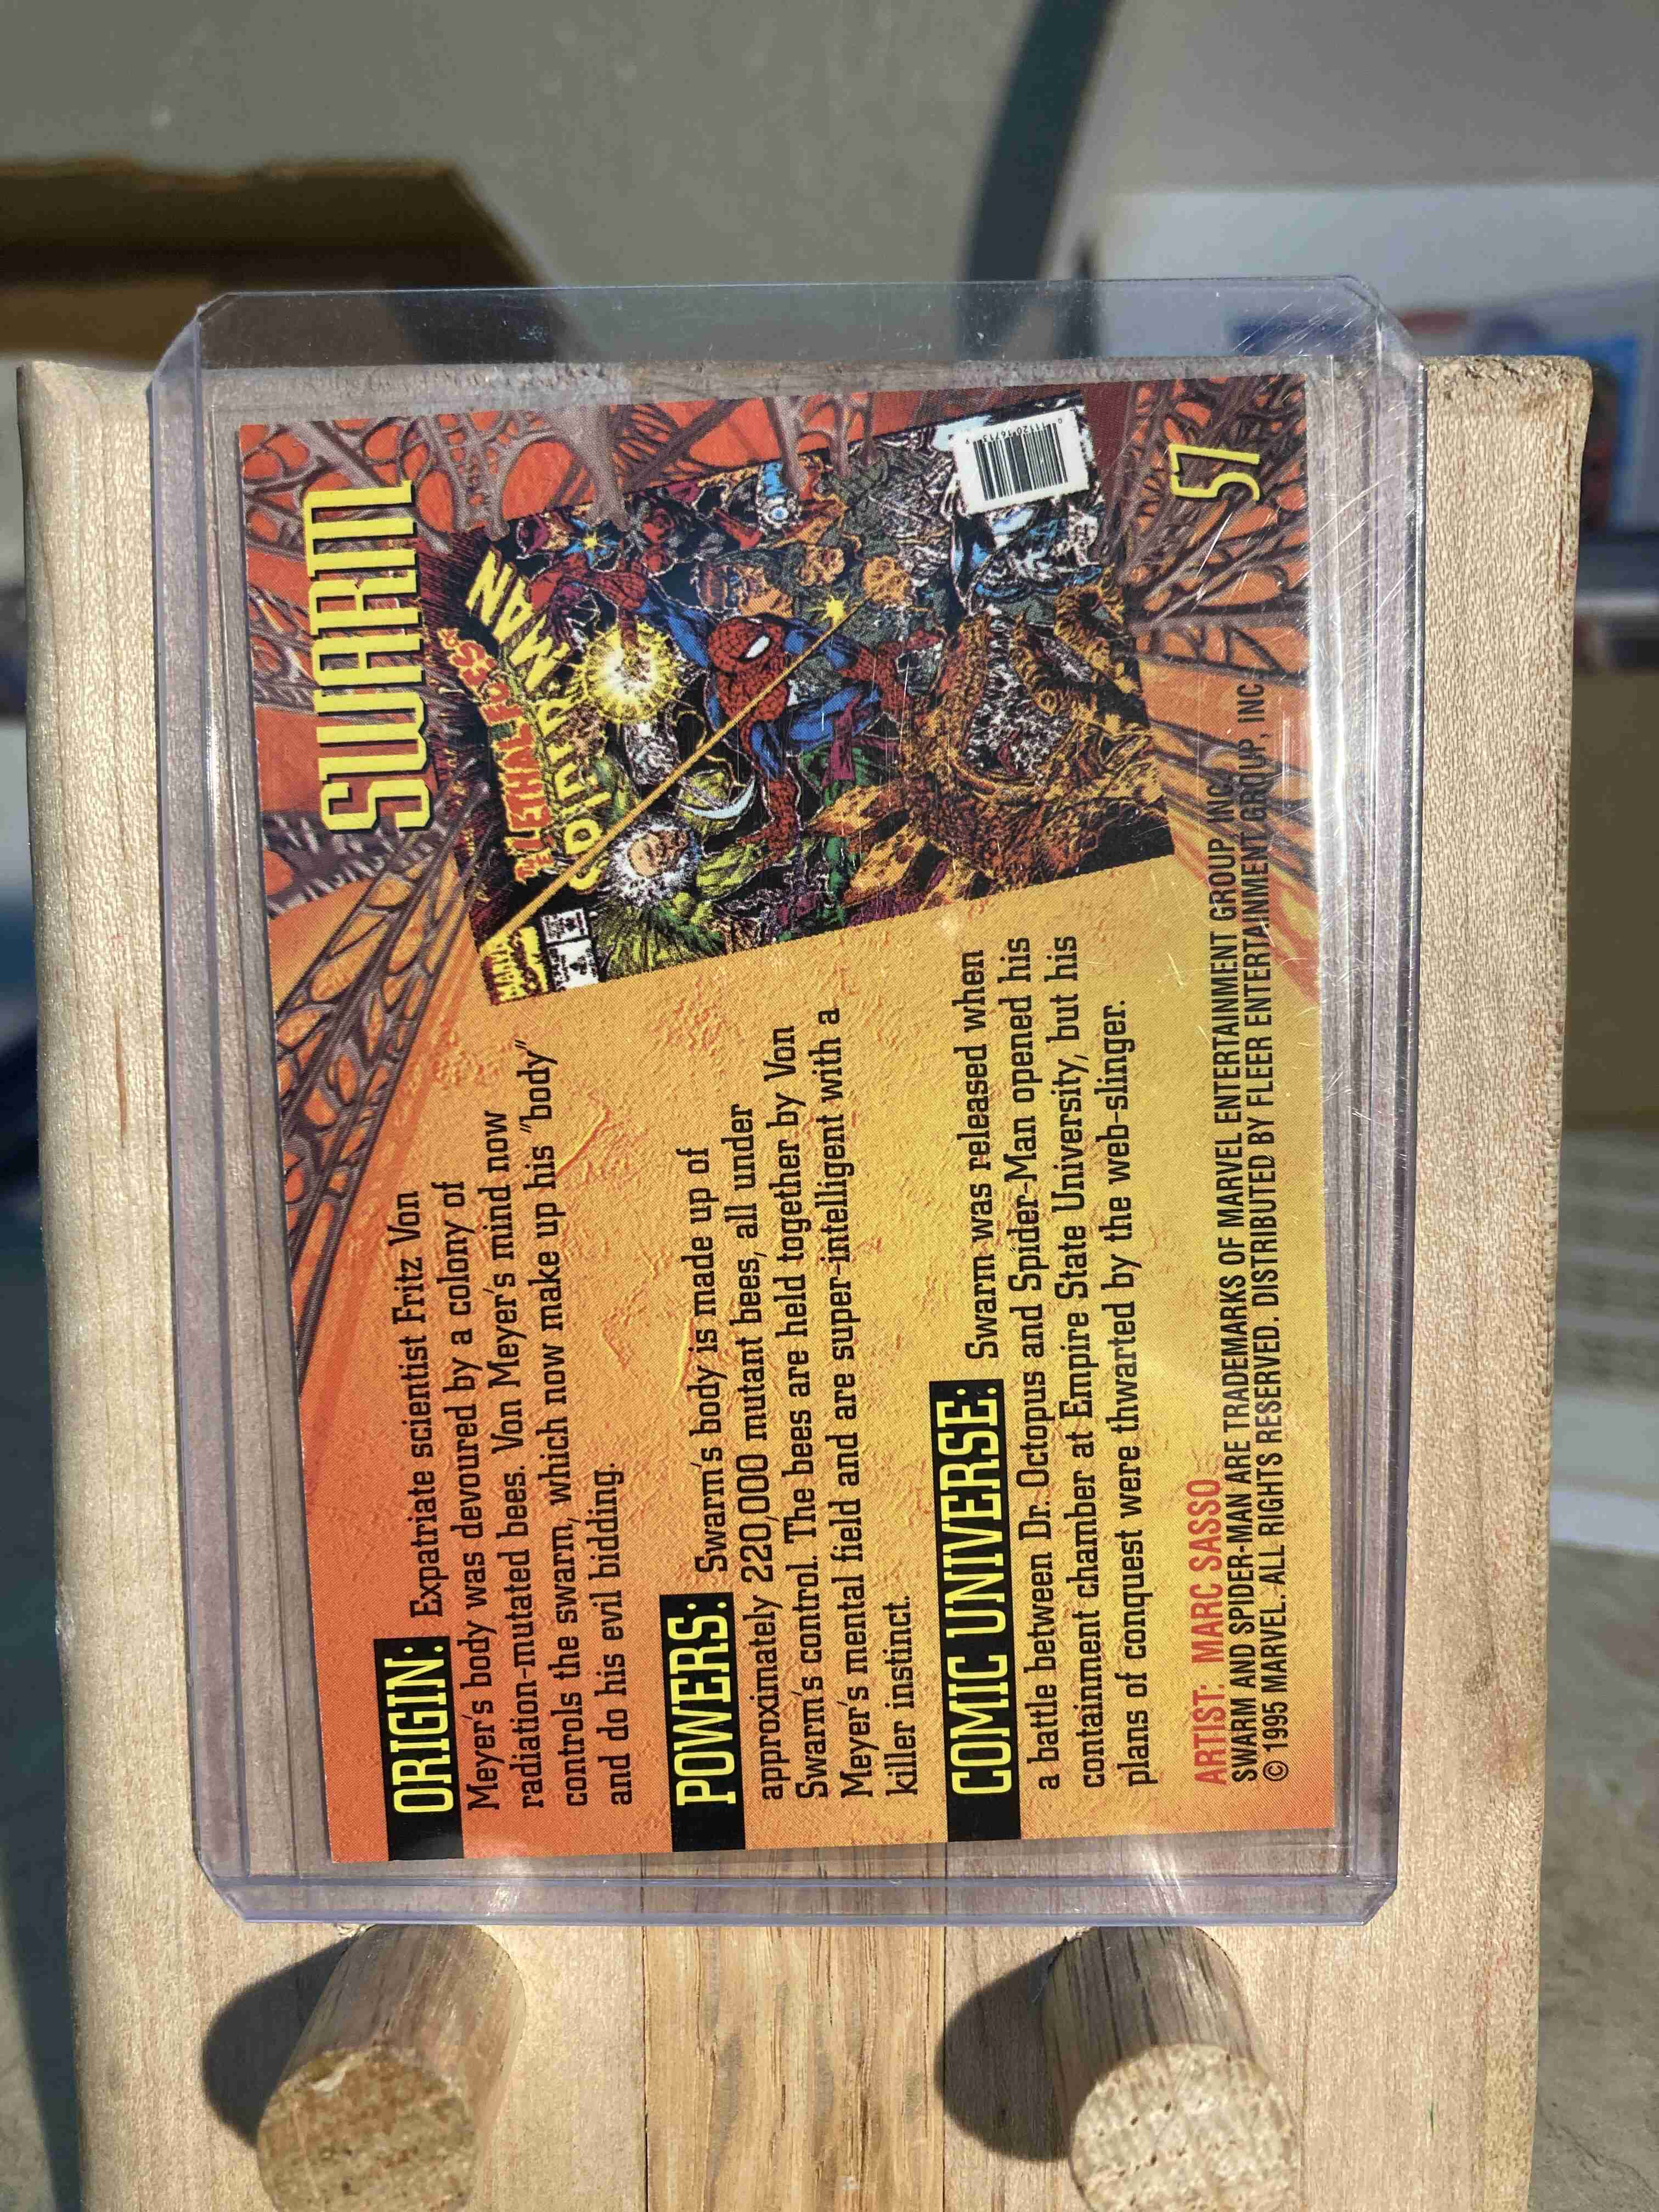 SWARM
ORIGIN: Expatriate scientist Fritz Von
Meyer's body was devoured by a colony of
radiation-mutated bees. Von Meyer's mind now
controls the swarm, which now make up his "body"
and do his evil bidding.
POWERS: Swarm's body is made up of
approximately 220,000 mutant bees, all under
Swarm's control. The bees are held together by Von
Meyer's mental field and are super-intelligent with a
killer instinct.
COMIC UNIVERSE: Swarm was released when
a battle between Dr. Octopus and Spider-Man opened his
containment chamber at Empire State University, but his
plans of conquest were thwarted by the web-slinger.
MARVEL
COMICS
LETHAL FOES
SPIDER-MAN
ARTIST: MARC SASSO
SWARM AND SPIDER-MAN ARE TRADEMARKS OF MARVEL ENTERTAINMENT GROUP, INC.
© 1995 MARVEL. ALL RIGHTS RESERVED. DISTRIBUTED BY FLEER ENTERTAINMENT GROUP, INC.
57